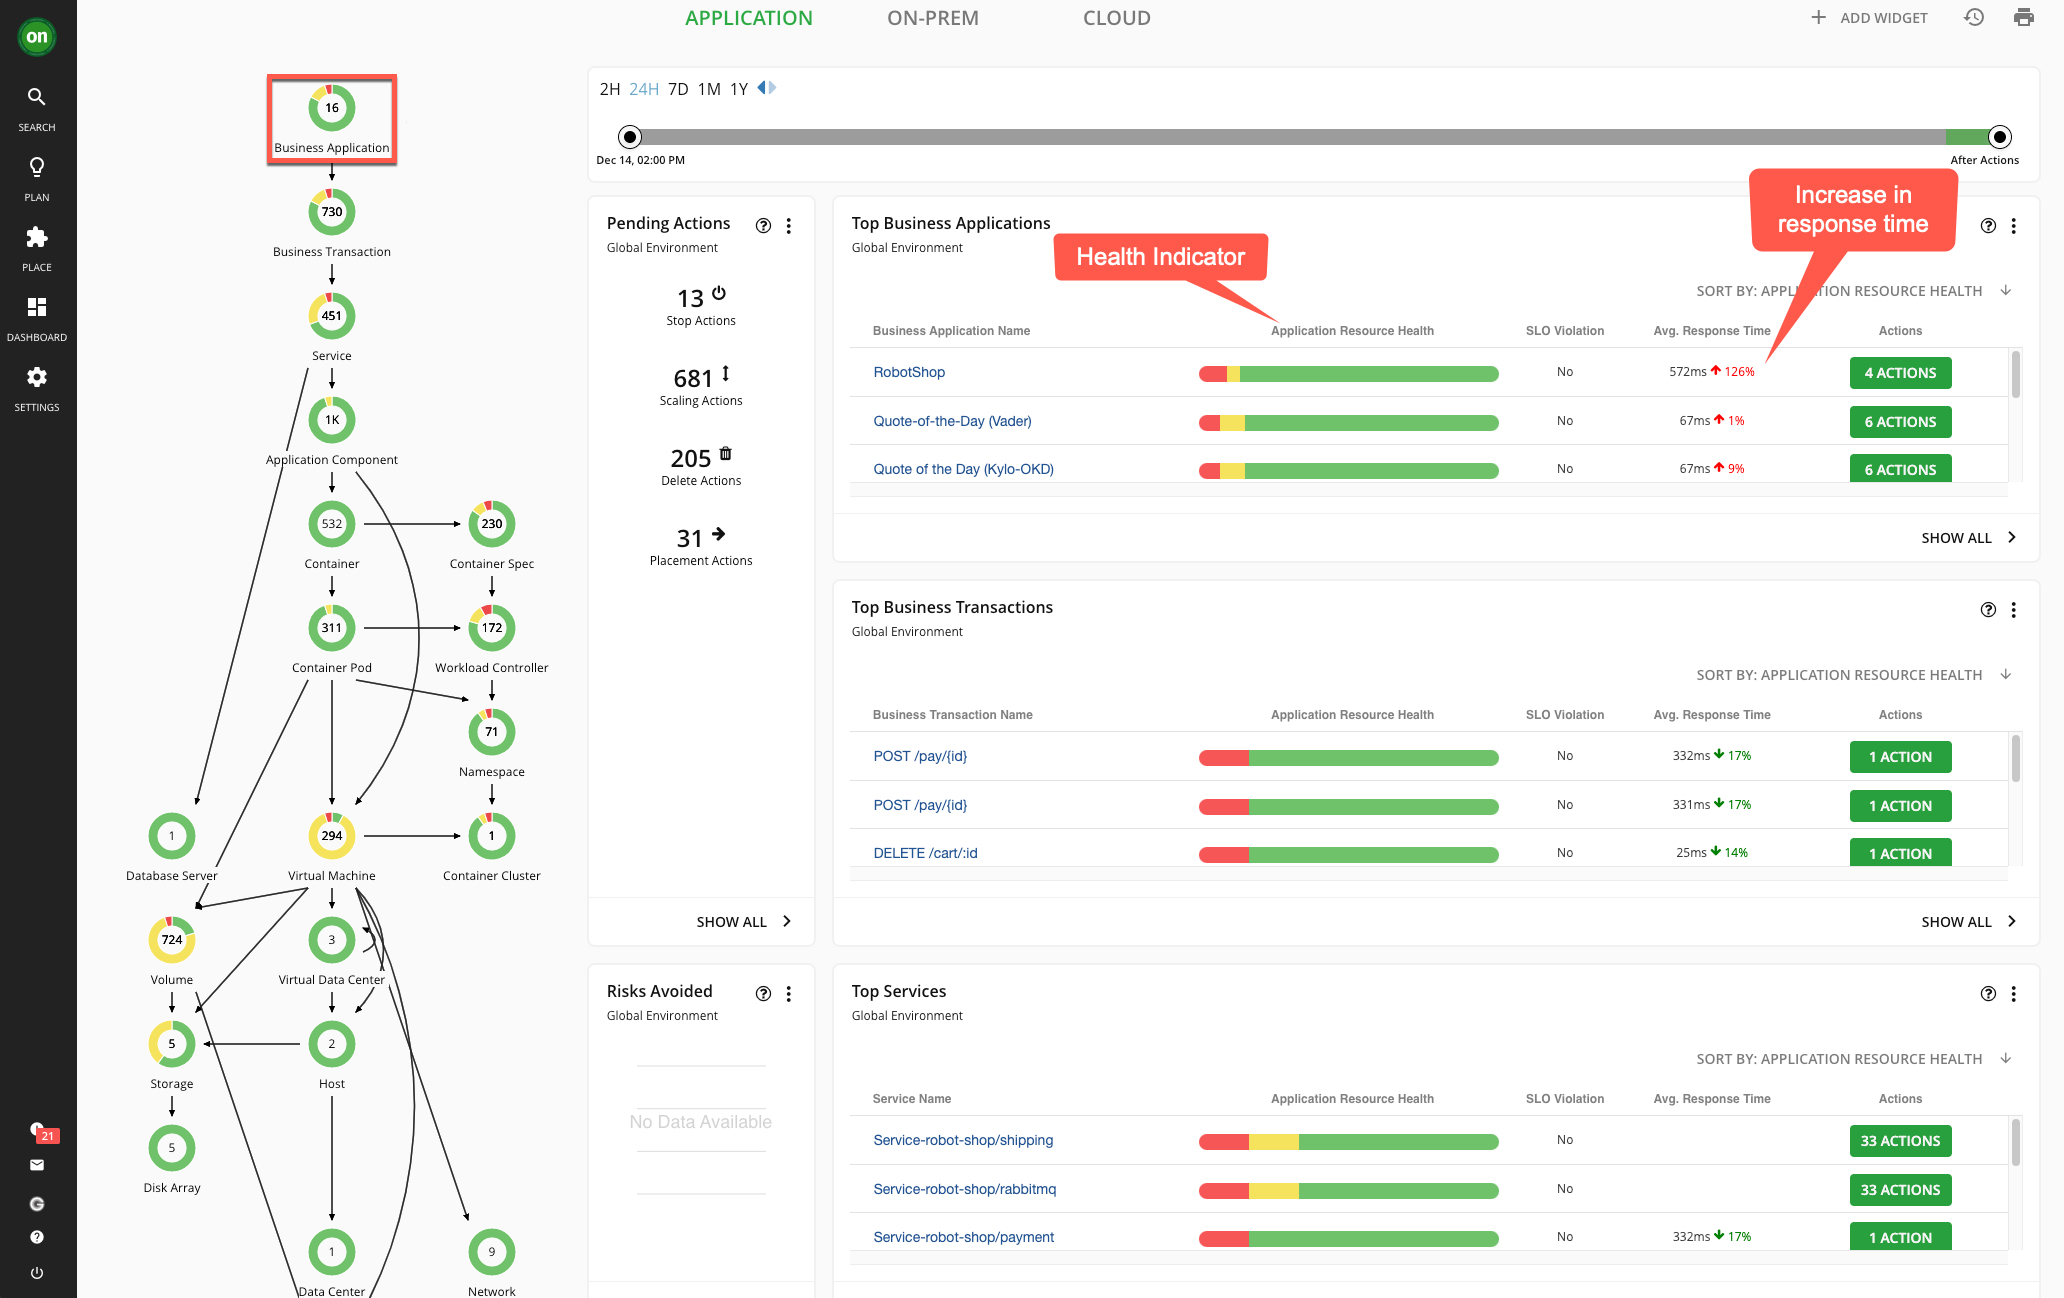 on
SEARCH
PLAN
PLACE
DASHBOARD
SETTINGS
21
APPLICATION
ON-PREM
CLOUD
ADD WIDGET
16
Business Application
730
Business Transaction
451
Service
1K
Application Component
532
Container
230
Container Spec
311
Container Pod
172
Workload Controller
71
Namespace
1
Database Server
294
Virtual Machine
1
Container Cluster
724
Volume
3
Virtual Data Center
5
Storage
2
Host
5
Disk Array
1
Data Center
9
Network
2H 24H 7D 1M 1Y
Dec 14, 02:00 PM
After Actions
Pending Actions
Global Environment
13
Stop Actions
681
Scaling Actions
205
Delete Actions
31
Placement Actions
SHOW ALL
Top Business Applications
Global Environment
Health Indicator
Increase in
response time
SORT BY: APPLICATION RESOURCE HEALTH
Business Application Name Application Resource Health SLO Violation Avg. Response Time Actions
RobotShop No 572ms 126% 4 ACTIONS
Quote-of-the-Day (Vader) No 67ms 1% 6 ACTIONS
Quote of the Day (Kylo-OKD) No 67ms 9% 6 ACTIONS
SHOW ALL
Top Business Transactions
Global Environment
SORT BY: APPLICATION RESOURCE HEALTH
Business Transaction Name Application Resource Health SLO Violation Avg. Response Time Actions
POST /pay/{id} No 332ms 17% 1 ACTION
POST /pay/{id} No 331ms 17% 1 ACTION
DELETE /cart/:id No 25ms 14% 1 ACTION
SHOW ALL
Risks Avoided
Global Environment
No Data Available
Top Services
Global Environment
SORT BY: APPLICATION RESOURCE HEALTH
Service Name Application Resource Health SLO Violation Avg. Response Time Actions
Service-robot-shop/shipping No 33 ACTIONS
Service-robot-shop/rabbitmq No 33 ACTIONS
Service-robot-shop/payment No 332ms 17% 1 ACTION